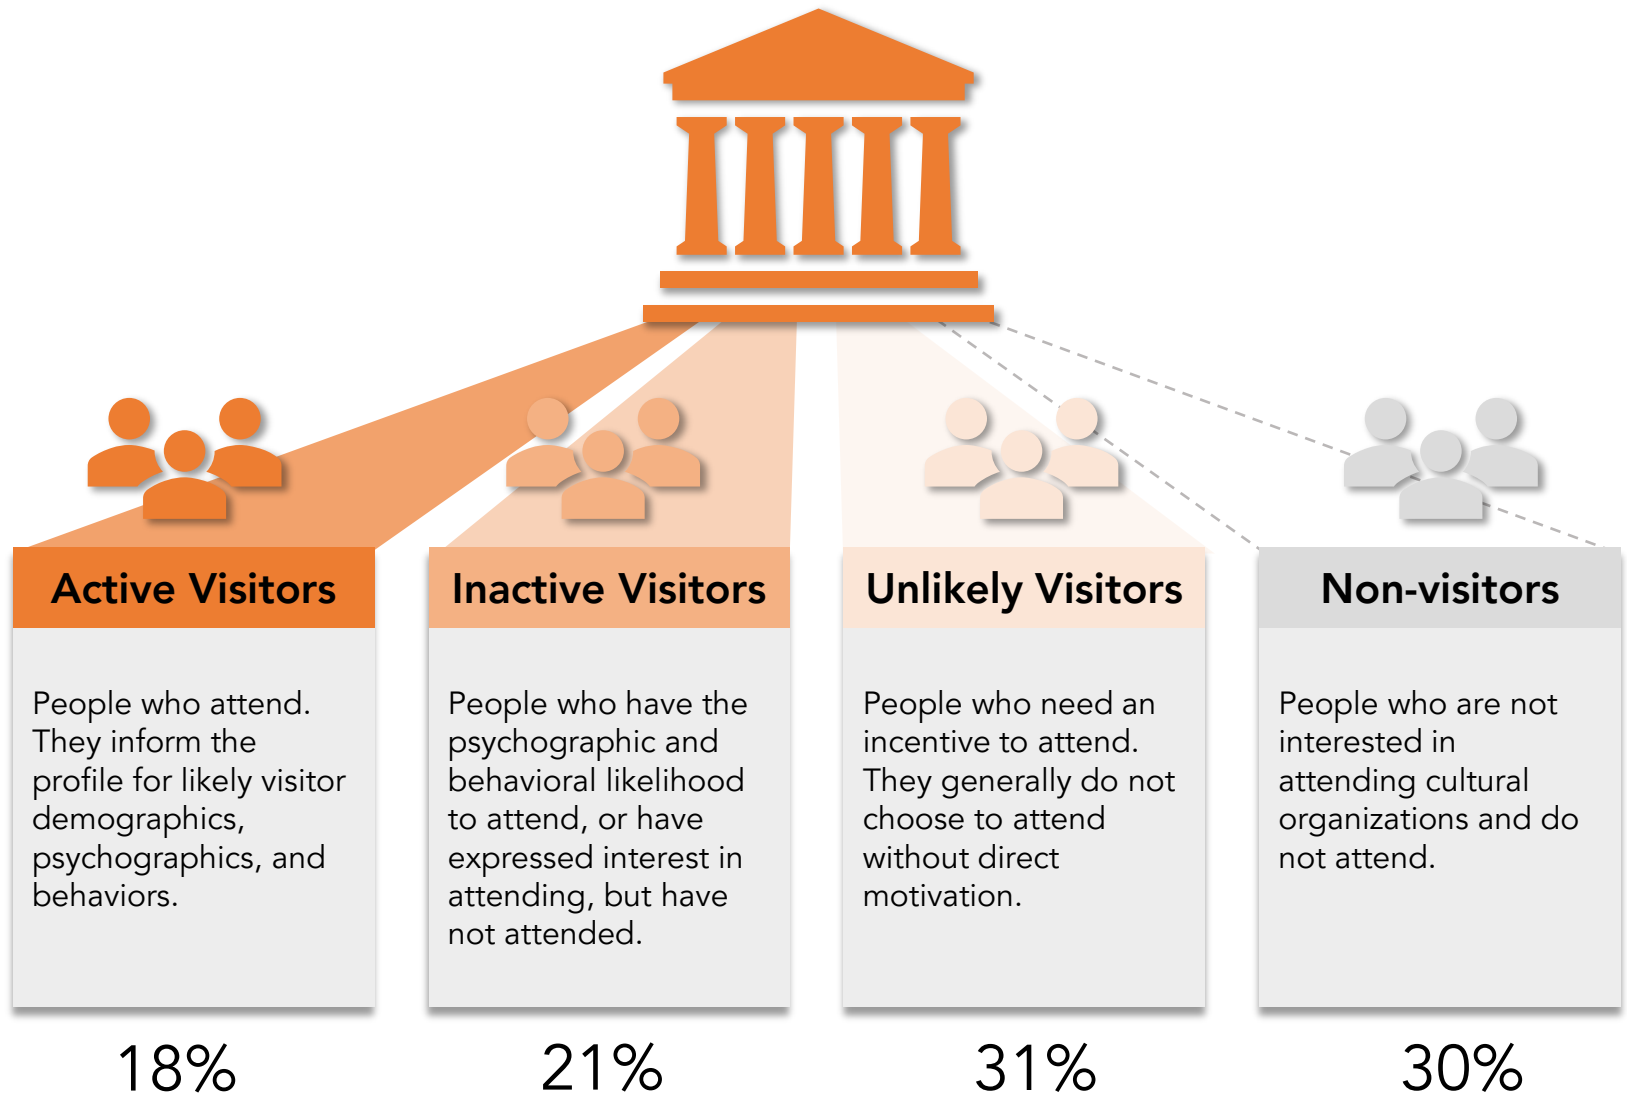 Active Visitors
People who attend.
They inform the
profile for likely visitor
demographics,
psychographics, and
behaviors.
18%
Inactive Visitors
People who have the
psychographic and
behavioral likelihood
to attend, or have
expressed interest in
attending, but have
not attended.
21%
Unlikely Visitors
People who need an
incentive to attend.
They generally do not
choose to attend
without direct
motivation.
31%
Non-visitors
People who are not
interested in
attending cultural
organizations and do
not attend.
30%